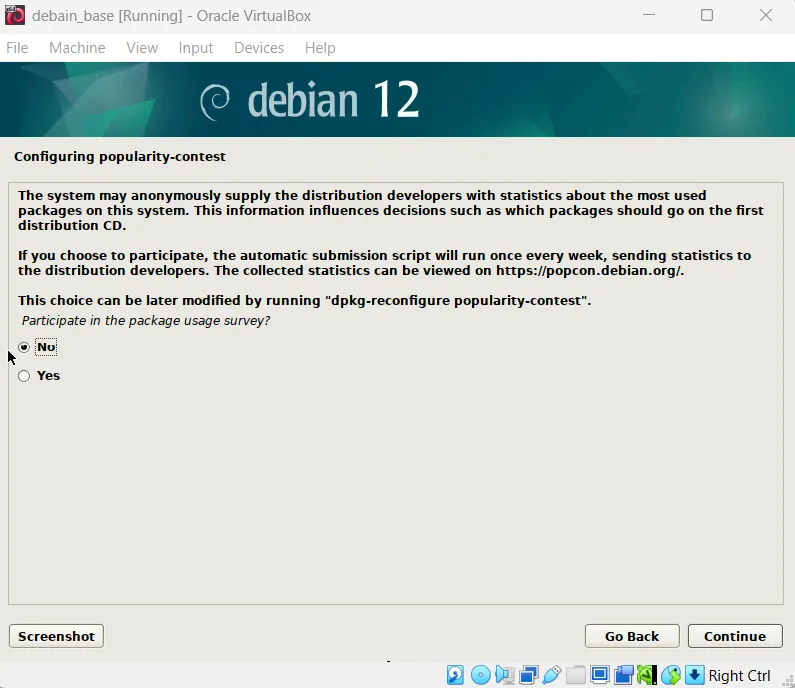 debain_base [Running] - Oracle VirtualBox
File Machine View Input Devices Help
debian 12
Configuring popularity-contest
The system may anonymously supply the distribution developers with statistics about the most used
packages on this system. This information influences decisions such as which packages should go on the first
distribution CD.
If you choose to participate, the automatic submission script will run once every week, sending statistics to
the distribution developers. The collected statistics can be viewed on https://popcon.debian.org/.
This choice can be later modified by running "dpkg-reconfigure popularity-contest".
Participate in the package usage survey?
No
Yes
Screenshot
Go Back
Continue
Right Ctrl